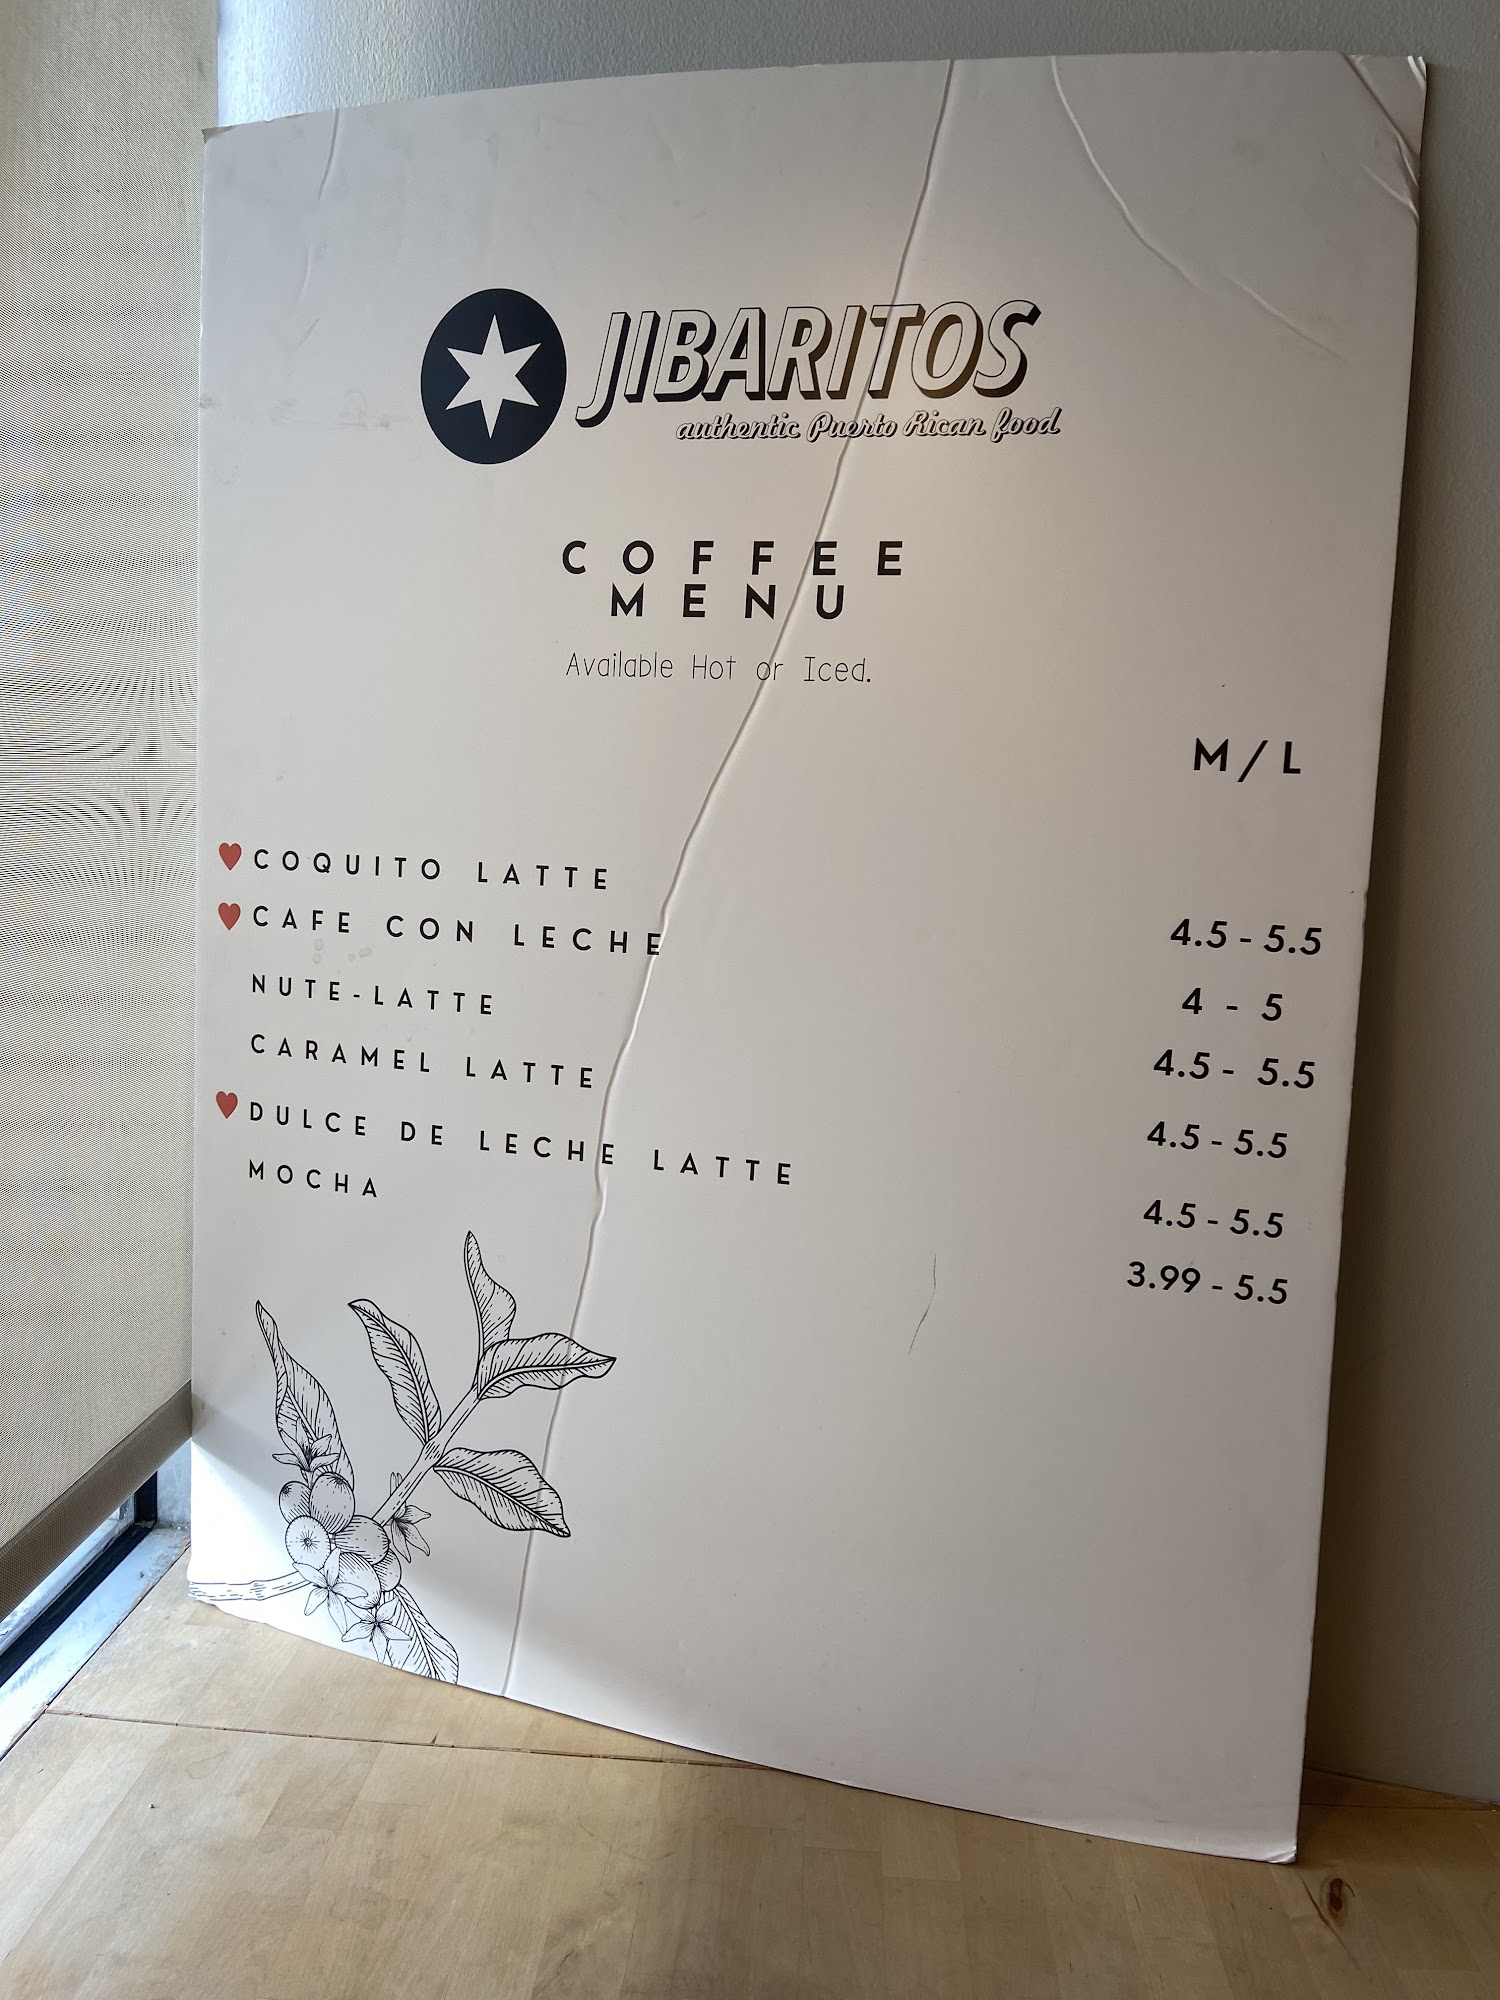 JIBARITOS
authentic Puerto Rican food
COFFEE
MENU
Available Hot or Iced.
M/L
COQUITO LATTE 4.5 - 5.5
CAFE CON LECHE 4 - 5
NUTE-LATTE 4.5 - 5.5
CARAMEL LATTE 4.5 - 5.5
DULCE DE LECHE LATTE 4.5 - 5.5
MOCHA 3.99 - 5.5